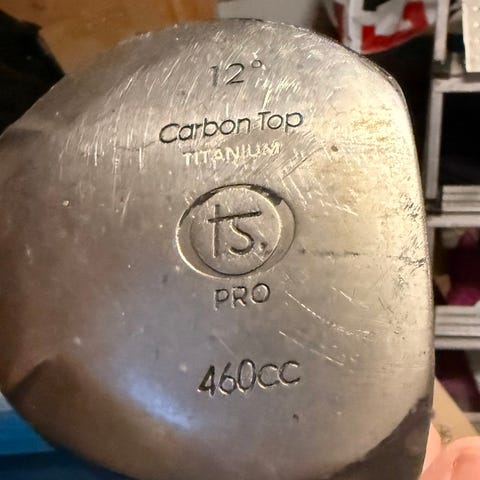 12°
Carbon Top
TITANIUM
ts.
PRO
460cc